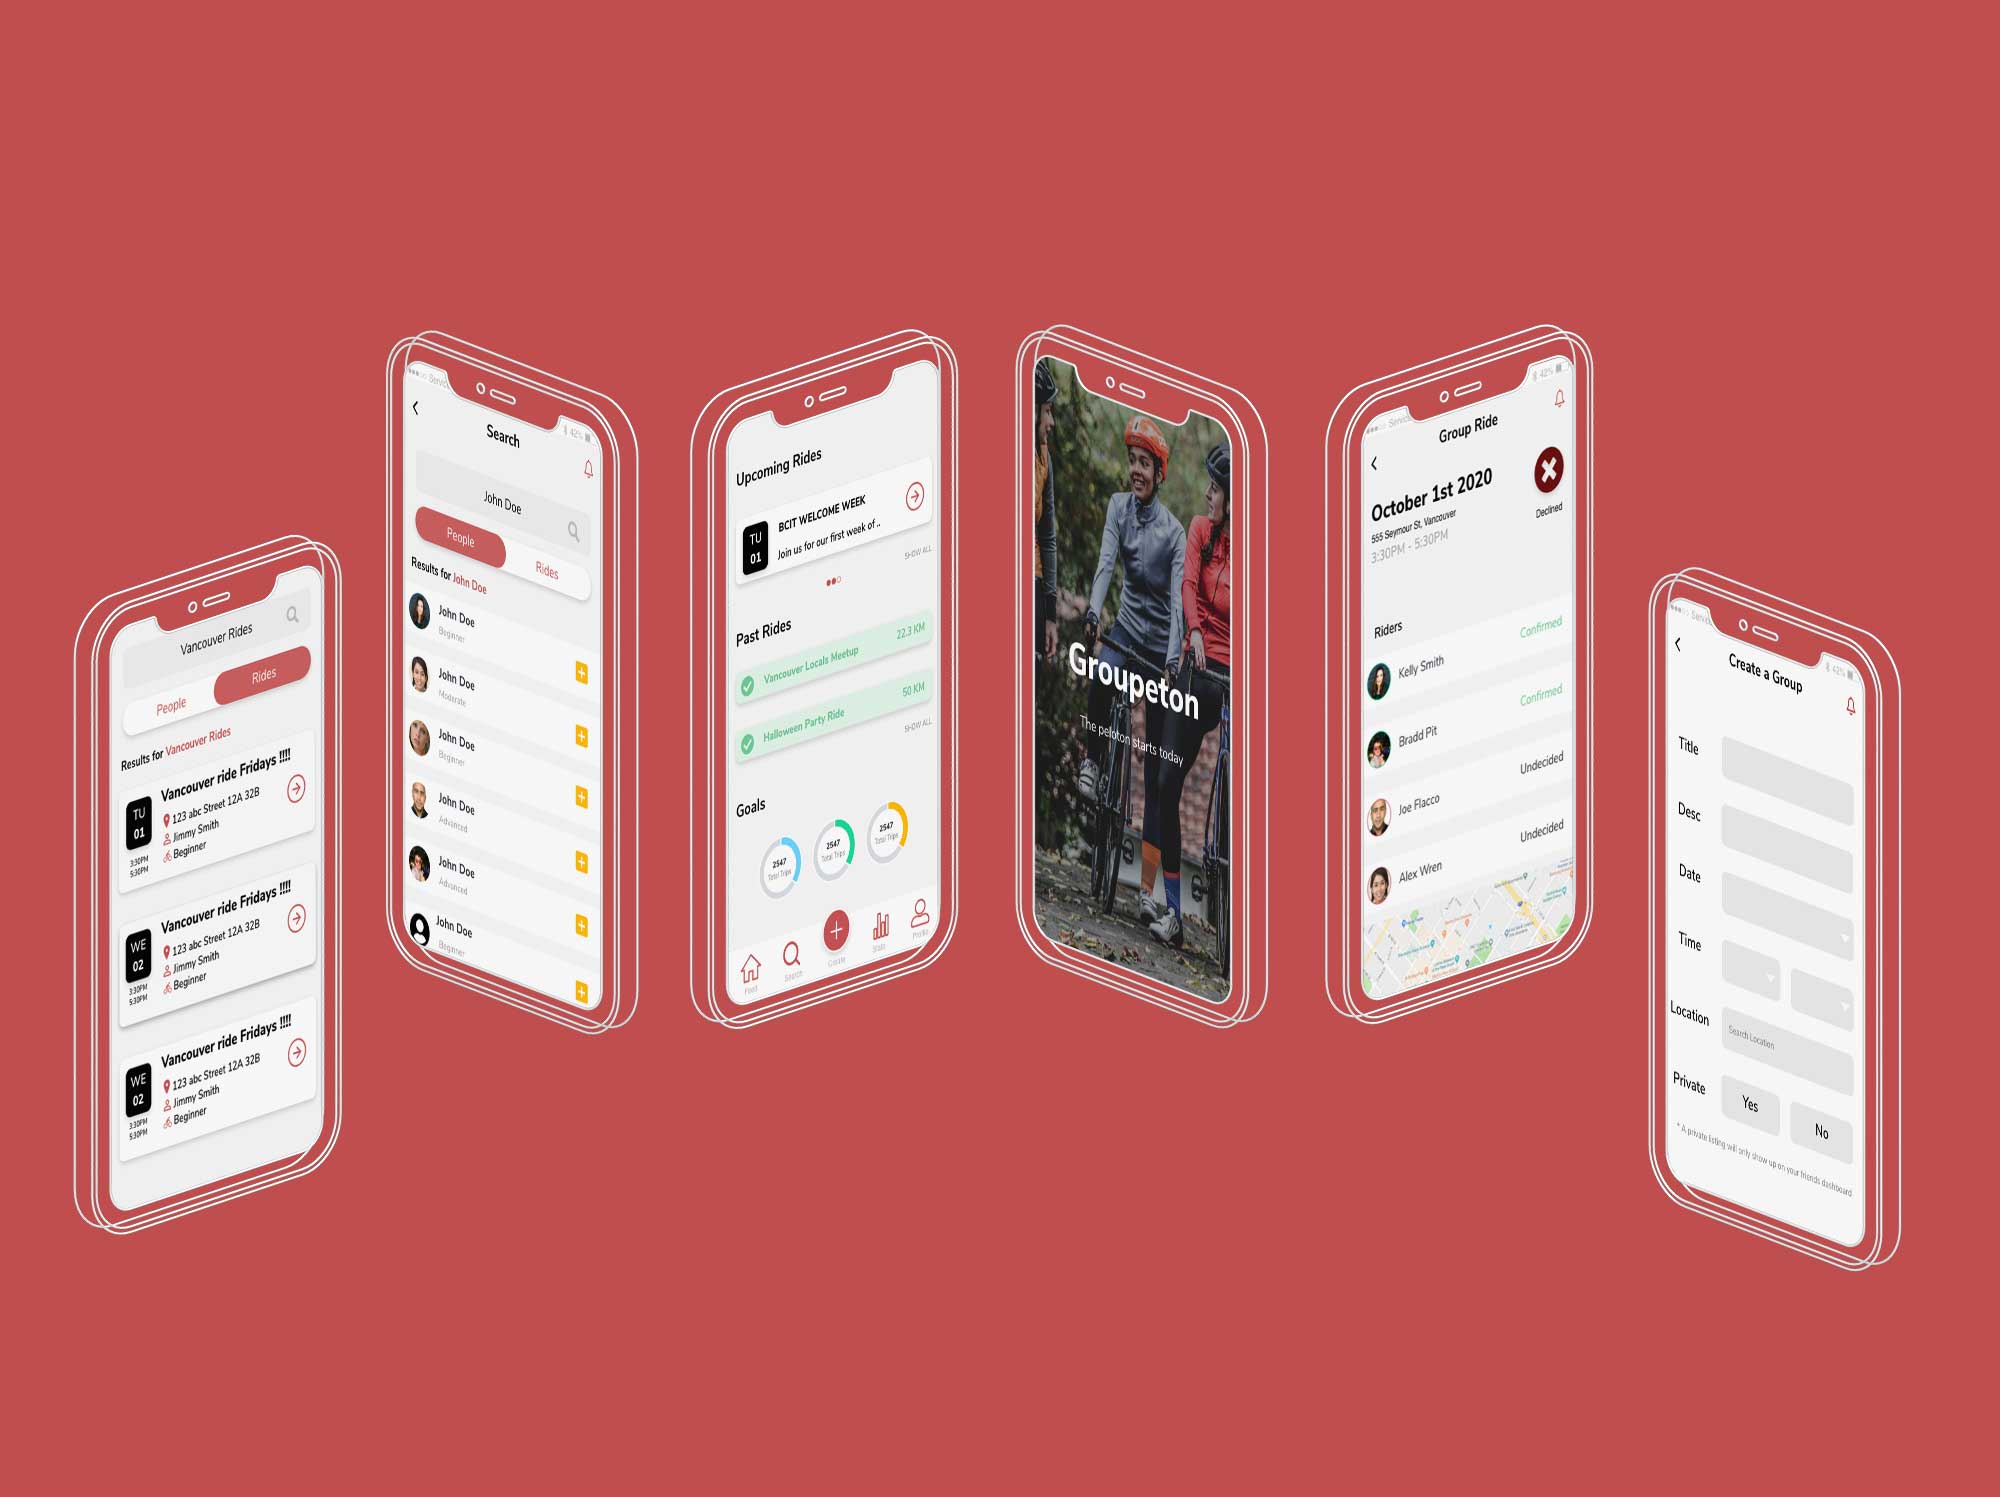 Vancouver Rides
People
Rides
Results for Vancouver Rides
Vancouver ride Fridays !!!!
TU
01
123 abc Street 12A 32B
Jimmy Smith
Beginner
3:30PM
5:30PM
Vancouver ride Fridays !!!!
WE
02
123 abc Street 12A 32B
Jimmy Smith
Beginner
3:30PM
5:30PM
Vancouver ride Fridays !!!!
WE
02
123 abc Street 12A 32B
Jimmy Smith
Beginner
3:30PM
5:30PM
42%
Search
John Doe
People
Rides
Results for John Doe
John Doe
Beginner
John Doe
Moderate
John Doe
Beginner
John Doe
Advanced
John Doe
Advanced
John Doe
Beginner
Upcoming Rides
TU
01
BCIT WELCOME WEEK
Join us for our first week of ..
SHOW ALL
Past Rides
Vancouver Locals Meetup
22.3 KM
Halloween Party Ride
50 KM
SHOW ALL
Goals
2547
Total Trips
2547
Total Trips
2547
Total Trips
Feed
Search
Create
Stats
Profile
Groupeton
The peloton starts today
42%
Group Ride
October 1st 2020
555 Seymour St, Vancouver
3:30PM - 5:30PM
Declined
Riders
Kelly Smith
Confirmed
Bradd Pit
Confirmed
Joe Flacco
Undecided
Alex Wren
Undecided
42%
Create a Group
Title
Desc
Date
Time
Location
Search Location
Private
Yes
No
* A private listing will only show up on your friends dashboard